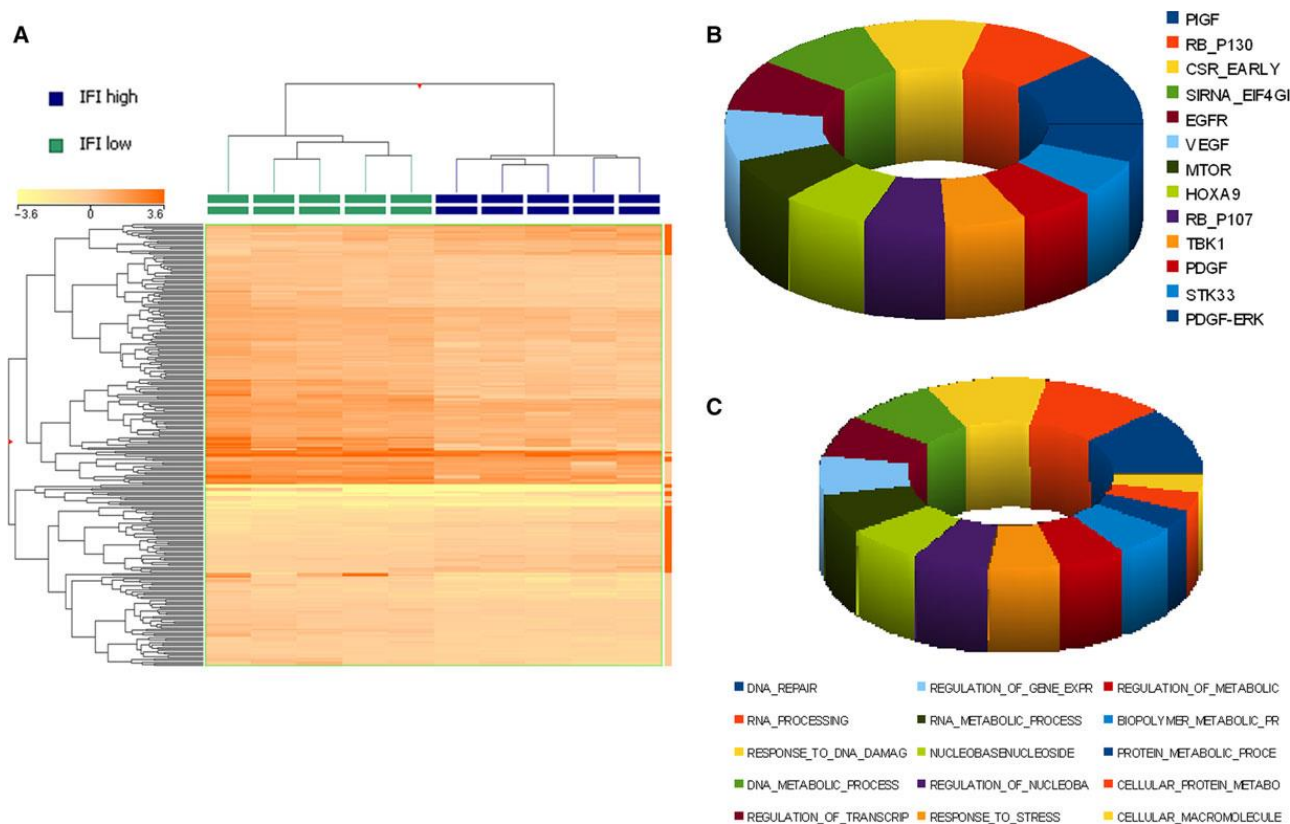 A
IFI high
IFI low
−3.6 0 3.6
B
PIGF
RB_P130
CSR_EARLY
SIRNA_EIF4GI
EGFR
VEGF
MTOR
HOXA9
RB_P107
TBK1
PDGF
STK33
PDGF-ERK
C
DNA_REPAIR REGULATION_OF_GENE_EXPR REGULATION_OF_METABOLIC
RNA_PROCESSING RNA_METABOLIC_PROCESS BIOPOLYMER_METABOLIC_PR
RESPONSE_TO_DNA_DAMAG NUCLEOBASENUCLEOSIDE PROTEIN_METABOLIC_PROCE
DNA_METABOLIC_PROCESS REGULATION_OF_NUCLEOBA CELLULAR_PROTEIN_METABO
REGULATION_OF_TRANSCRIP RESPONSE_TO_STRESS CELLULAR_MACROMOLECULE